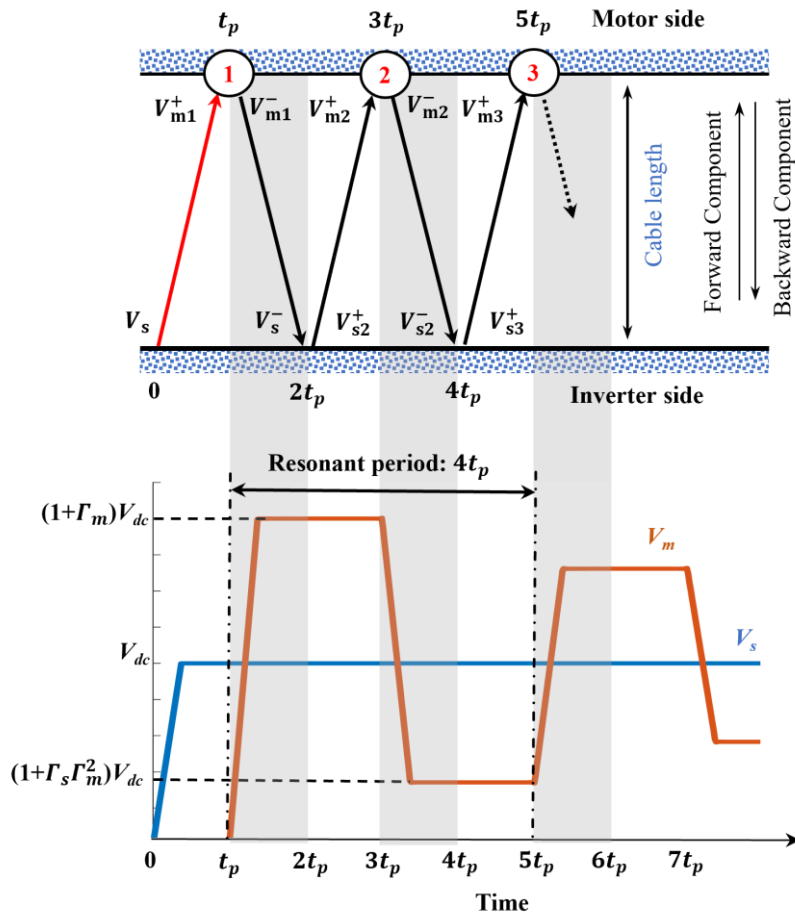 t_p 3t_p 5t_p Motor side
1 2 3
V_m1^+ V_m1^- V_m2^+ V_m2^- V_m3^+
Cable length
Forward Component
Backward Component
V_s V_s^- V_s2^+ V_s2^- V_s3^+
0 2t_p 4t_p Inverter side
Resonant period: 4t_p
(1+Γ_m)V_dc
V_m
V_dc
V_s
(1+Γ_sΓ_m^2)V_dc
0 t_p 2t_p 3t_p 4t_p 5t_p 6t_p 7t_p
Time